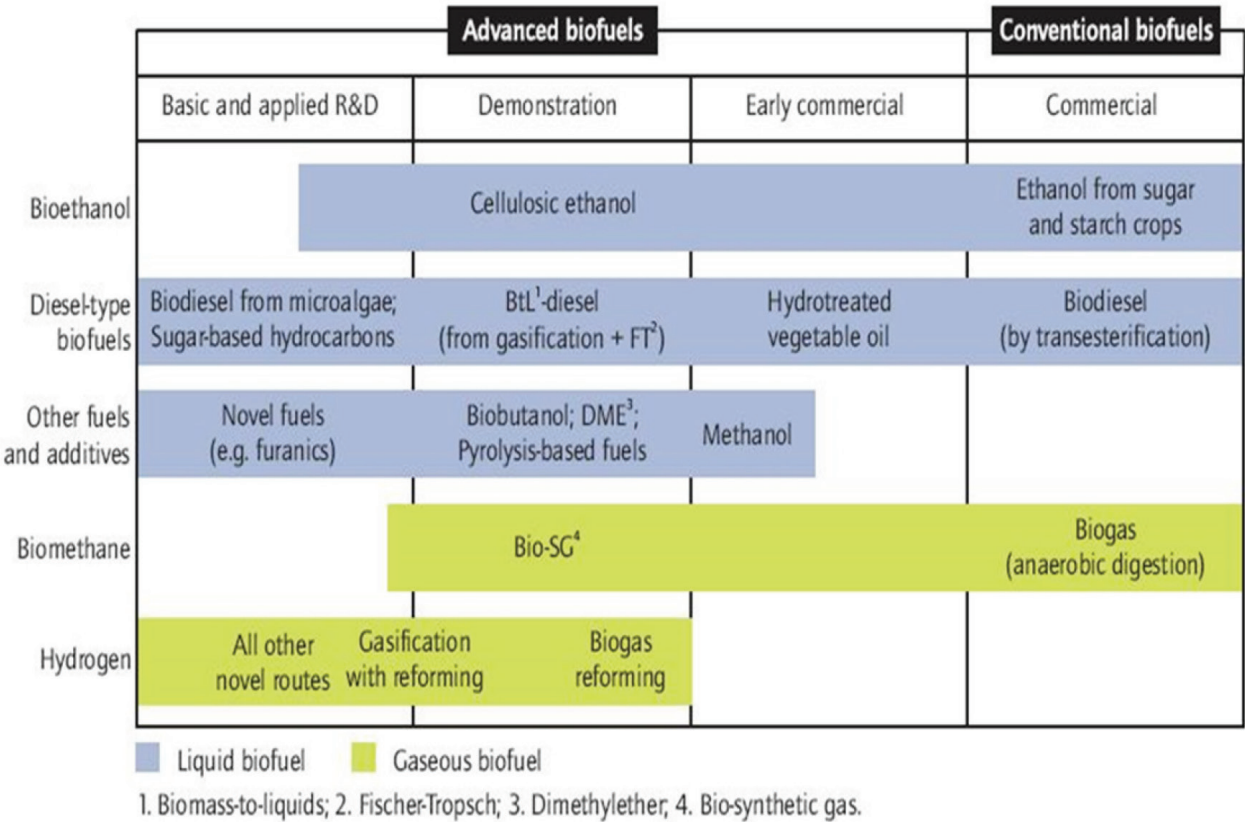 Advanced biofuels
Conventional biofuels
Basic and applied R&D
Demonstration
Early commercial
Commercial
Bioethanol
Cellulosic ethanol
Ethanol from sugar
and starch crops
Diesel-type
biofuels
Biodiesel from microalgae;
Sugar-based hydrocarbons
BtL¹-diesel
(from gasification + FT²)
Hydrotreated
vegetable oil
Biodiesel
(by transesterification)
Other fuels
and additives
Novel fuels
(e.g. furanics)
Biobutanol; DME³;
Pyrolysis-based fuels
Methanol
Biomethane
Bio-SG⁴
Biogas
(anaerobic digestion)
Hydrogen
All other
novel routes
Gasification
with reforming
Biogas
reforming
Liquid biofuel
Gaseous biofuel
1. Biomass-to-liquids; 2. Fischer-Tropsch; 3. Dimethylether; 4. Bio-synthetic gas.